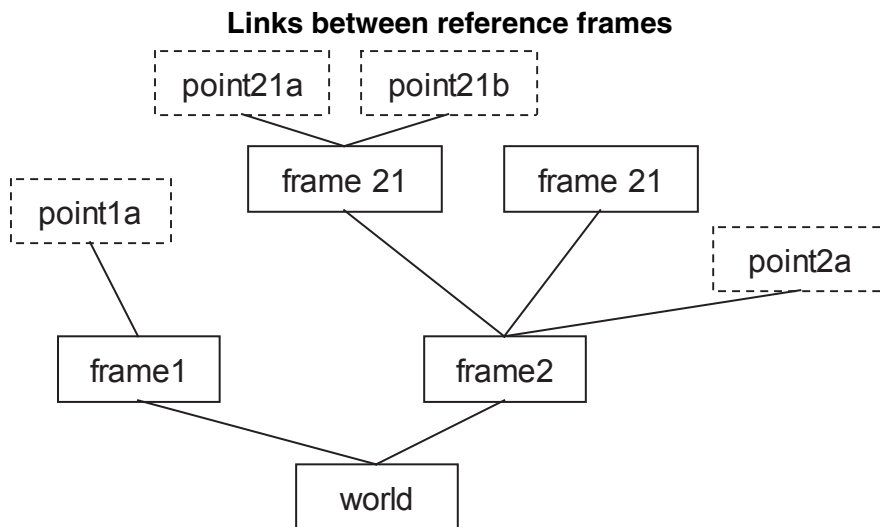 Links between reference frames
point21a
point21b
frame 21
frame 21
point1a
point2a
frame1
frame2
world